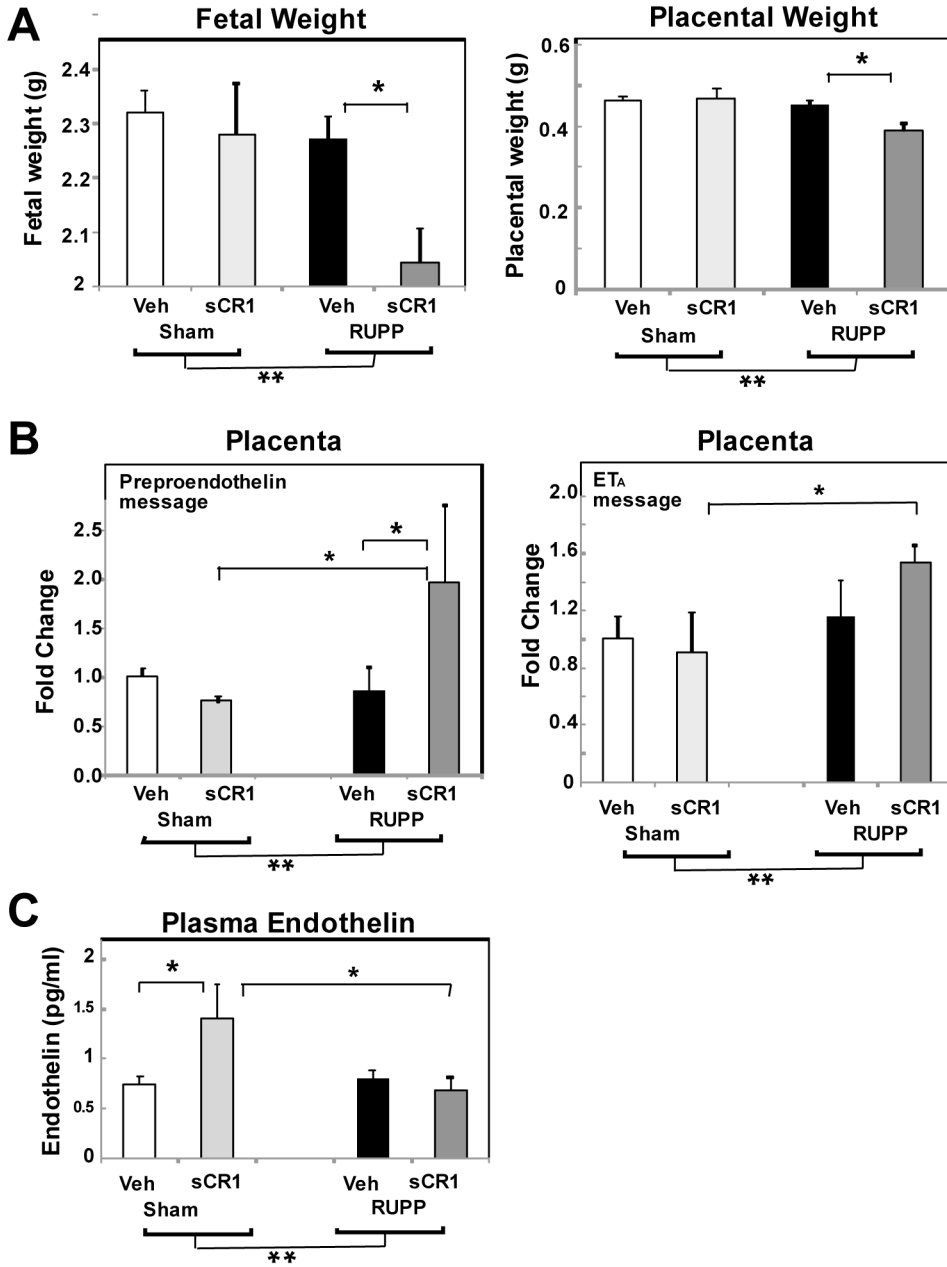 A
Fetal Weight
Fetal weight (g)
2.4
2.3
2.2
2.1
2
*
Veh sCR1 Veh sCR1
Sham RUPP
**
Placental Weight
Placental weight (g)
0.6
0.4
0.2
0
*
Veh sCR1 Veh sCR1
Sham RUPP
**
B
Placenta
Preproendothelin
message
Fold Change
2.5
2.0
1.5
1.0
0.5
0.0
*
*
Veh sCR1 Veh sCR1
Sham RUPP
**
Placenta
ETA
message
Fold Change
2.0
1.6
1.2
0.8
0.4
0
*
Veh sCR1 Veh sCR1
Sham RUPP
**
C
Plasma Endothelin
Endothelin (pg/ml)
2
1.5
1
0.5
0
*
*
Veh sCR1 Veh sCR1
Sham RUPP
**